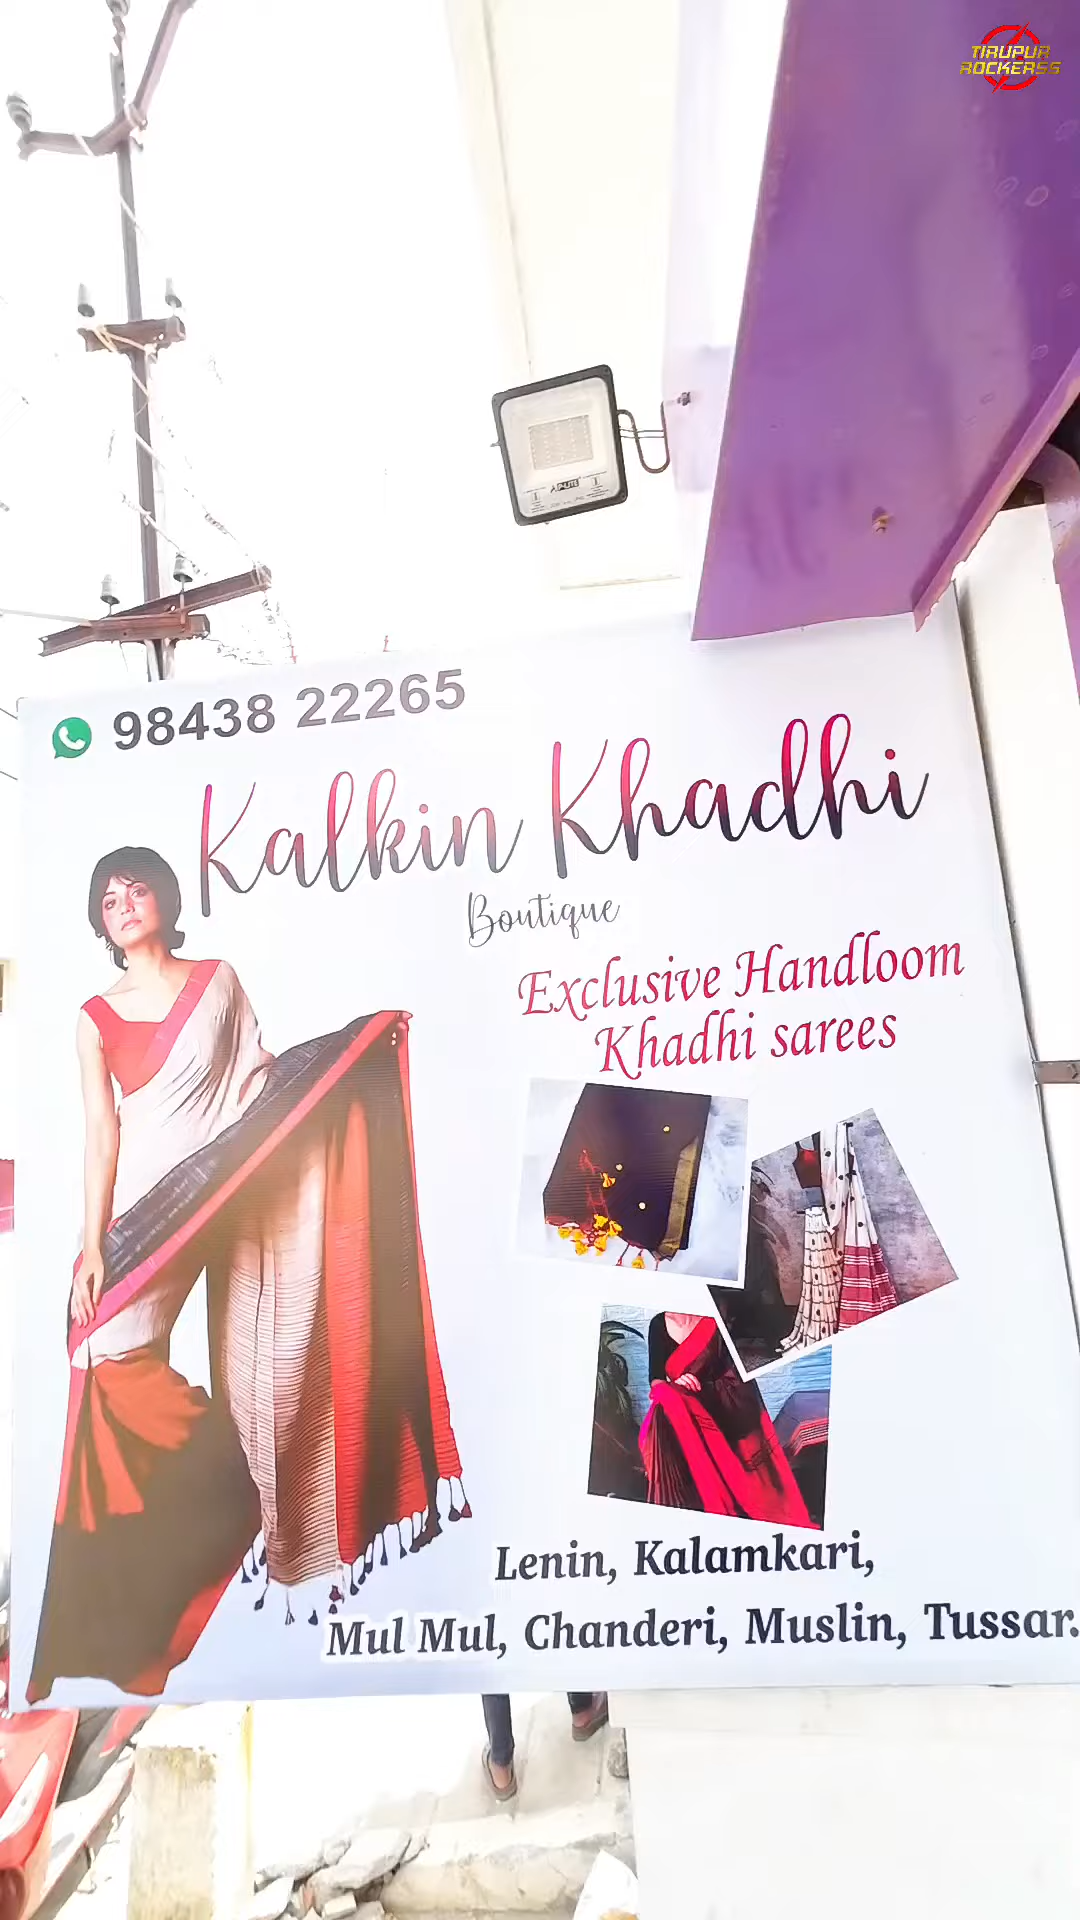 TIRUPUR
ROCKERSS
98438 22265
Kalkin Khadhi
Boutique
Exclusive Handloom
Khadhi sarees
Lenin, Kalamkari,
Mul Mul, Chanderi, Muslin, Tussar.